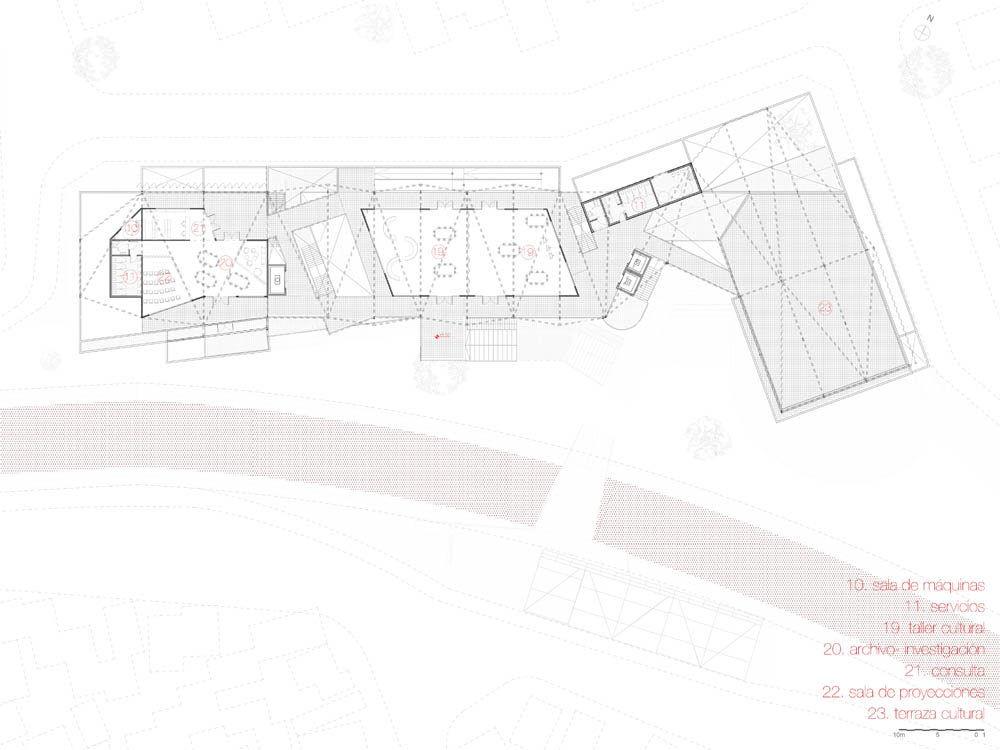 N
10
21
11
22
20
19
19
11
23
10. sala de máquinas
11. servicios
19. taller cultural
20. archivo- investigación
21. consulta
22. sala de proyecciones
23. terraza cultural
10m 5 0 1